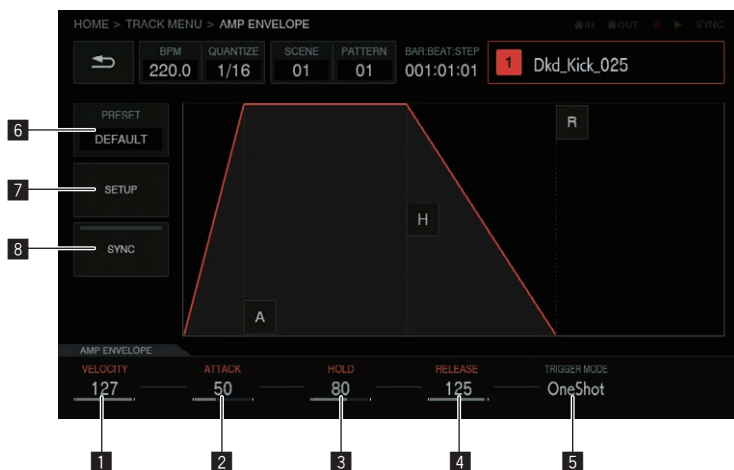 HOME > TRACK MENU > AMP ENVELOPE
IN OUT SYNC
BPM QUANTIZE SCENE PATTERN BAR:BEAT:STEP
220.0 1/16 01 01 001:01:01 1 Dkd_Kick_025
PRESET
DEFAULT
6
R
SETUP
7
H
SYNC
8
A
AMP ENVELOPE
VELOCITY ATTACK HOLD RELEASE TRIGGER MODE
127 50 80 125 OneShot
1 2 3 4 5